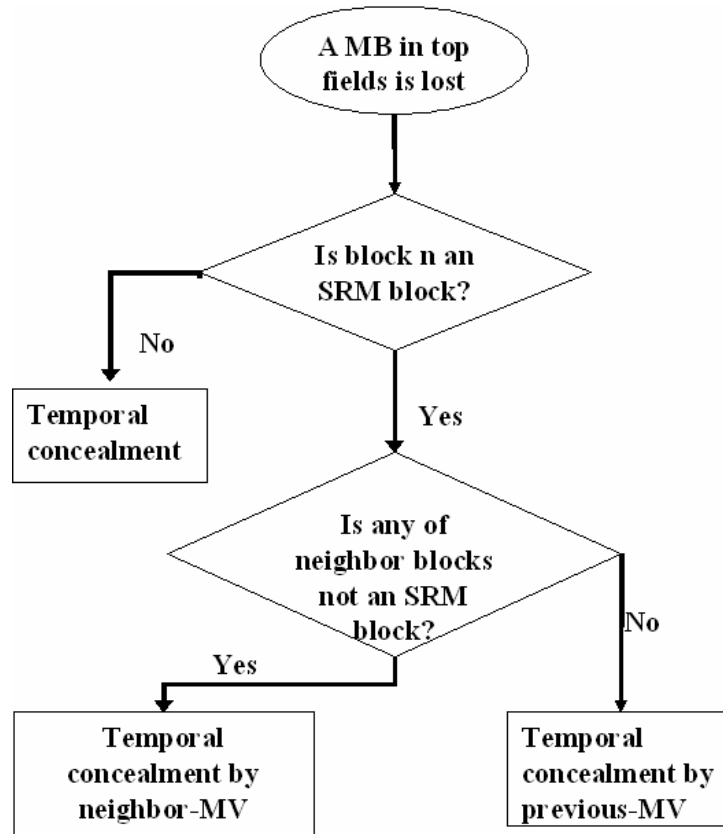 A MB in top
fields is lost
Is block n an
SRM block?
No
Temporal
concealment
Yes
Is any of
neighbor blocks
not an SRM
block?
Yes
No
Temporal
concealment by
neighbor-MV
Temporal
concealment by
previous-MV